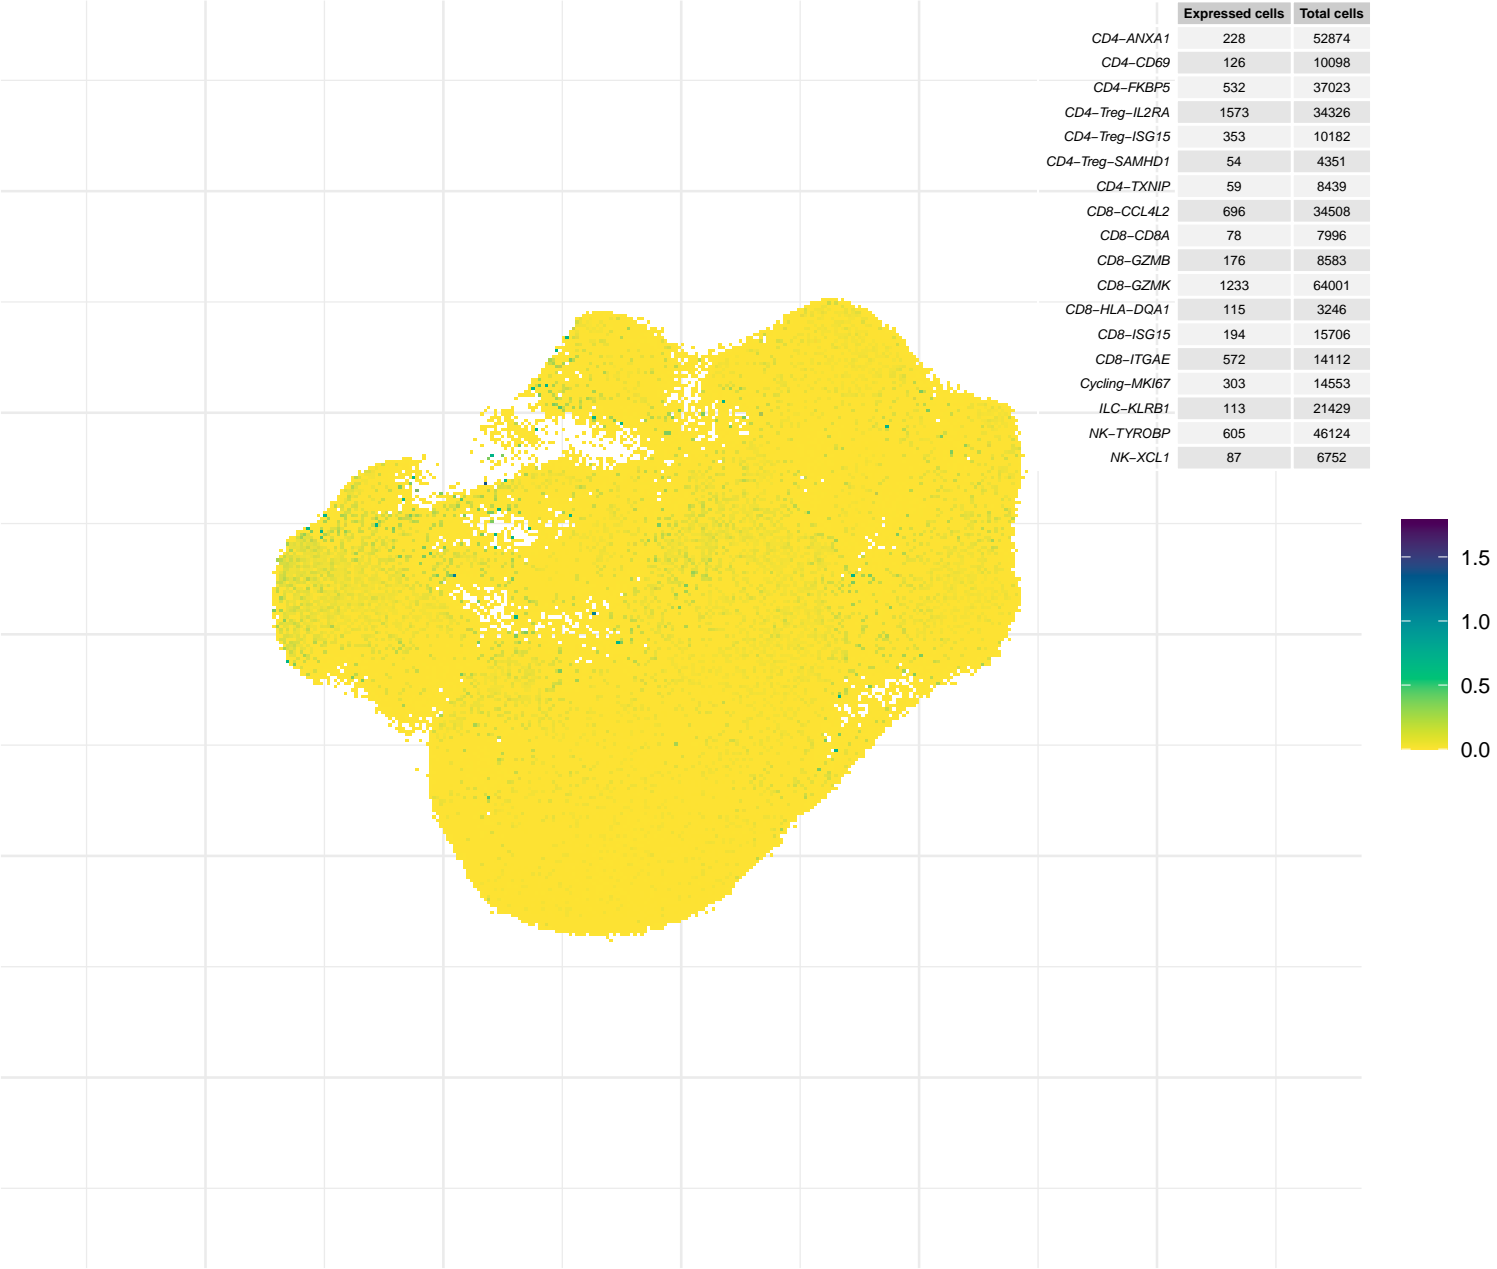 Expressed cells Total cells
CD4−ANXA1 228 52874
CD4−CD69 126 10098
CD4−FKBP5 532 37023
CD4−Treg−IL2RA 1573 34326
CD4−Treg−ISG15 353 10182
CD4−Treg−SAMHD1 54 4351
CD4−TXNIP 59 8439
CD8−CCL4L2 696 34508
CD8−CD8A 78 7996
CD8−GZMB 176 8583
CD8−GZMK 1233 64001
CD8−HLA−DQA1 115 3246
CD8−ISG15 194 15706
CD8−ITGAE 572 14112
Cycling−MKI67 303 14553
ILC−KLRB1 113 21429
NK−TYROBP 605 46124
NK−XCL1 87 6752
1.5
1.0
0.5
0.0